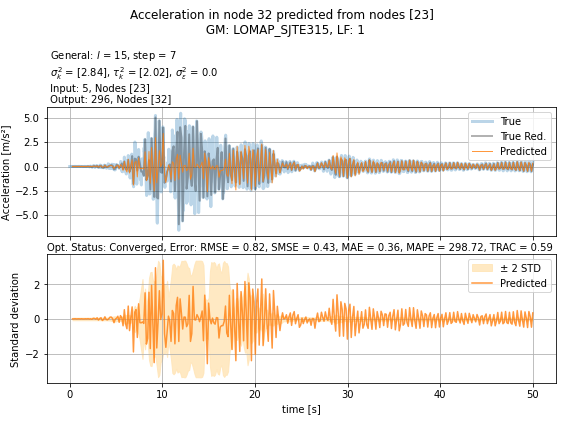 Acceleration in node 32 predicted from nodes [23]
GM: LOMAP_SJTE315, LF: 1
General: l = 15, step = 7
σ²ₖ = [2.84], τ²ₖ = [2.02], σ²_ε = 0.0
Input: 5, Nodes [23]
Output: 296, Nodes [32]
Acceleration [m/s²]
5.0
2.5
0.0
−2.5
−5.0
True
True Red.
Predicted
Opt. Status: Converged, Error: RMSE = 0.82, SMSE = 0.43, MAE = 0.36, MAPE = 298.72, TRAC = 0.59
Standard deviation
2
0
−2
± 2 STD
Predicted
0 10 20 30 40 50
time [s]